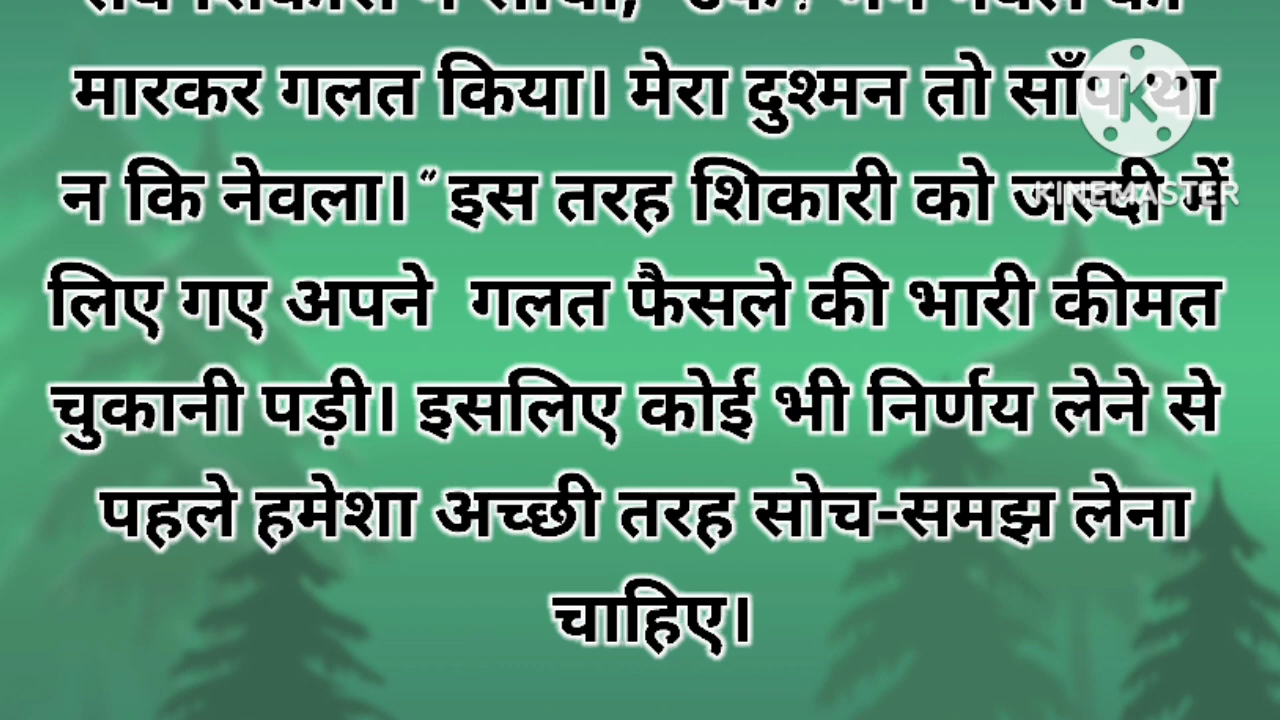 मारकर गलत किया। मेरा दुश्मन तो साँप था
न कि नेवला।" इस तरह शिकारी को जल्दी में
लिए गए अपने गलत फैसले की भारी कीमत
चुकानी पड़ी। इसलिए कोई भी निर्णय लेने से
पहले हमेशा अच्छी तरह सोच-समझ लेना
चाहिए।
K
KINEMASTER